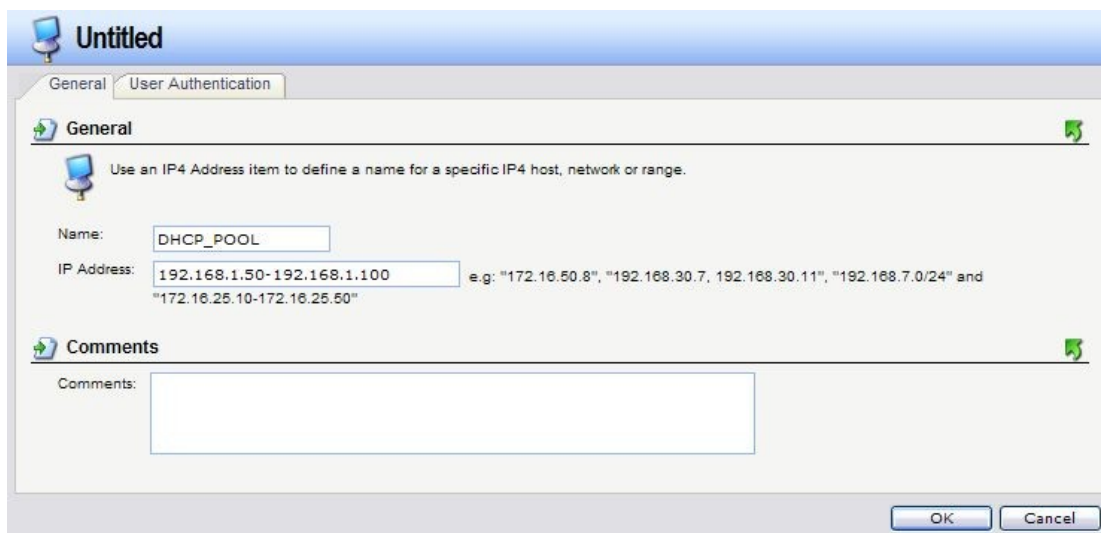 Untitled
General User Authentication
General
Use an IP4 Address item to define a name for a specific IP4 host, network or range.
Name: DHCP_POOL
IP Address: 192.168.1.50-192.168.1.100 e.g: "172.16.50.8", "192.168.30.7, 192.168.30.11", "192.168.7.0/24" and
"172.16.25.10-172.16.25.50"
Comments
Comments:
OK Cancel